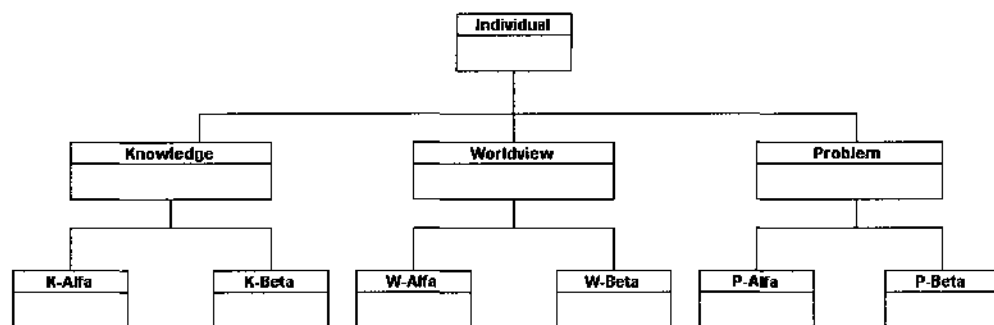 Individual
Knowledge
Worldview
Problem
K-Alfa
K-Beta
W-Alfa
W-Beta
P-Alfa
P-Beta